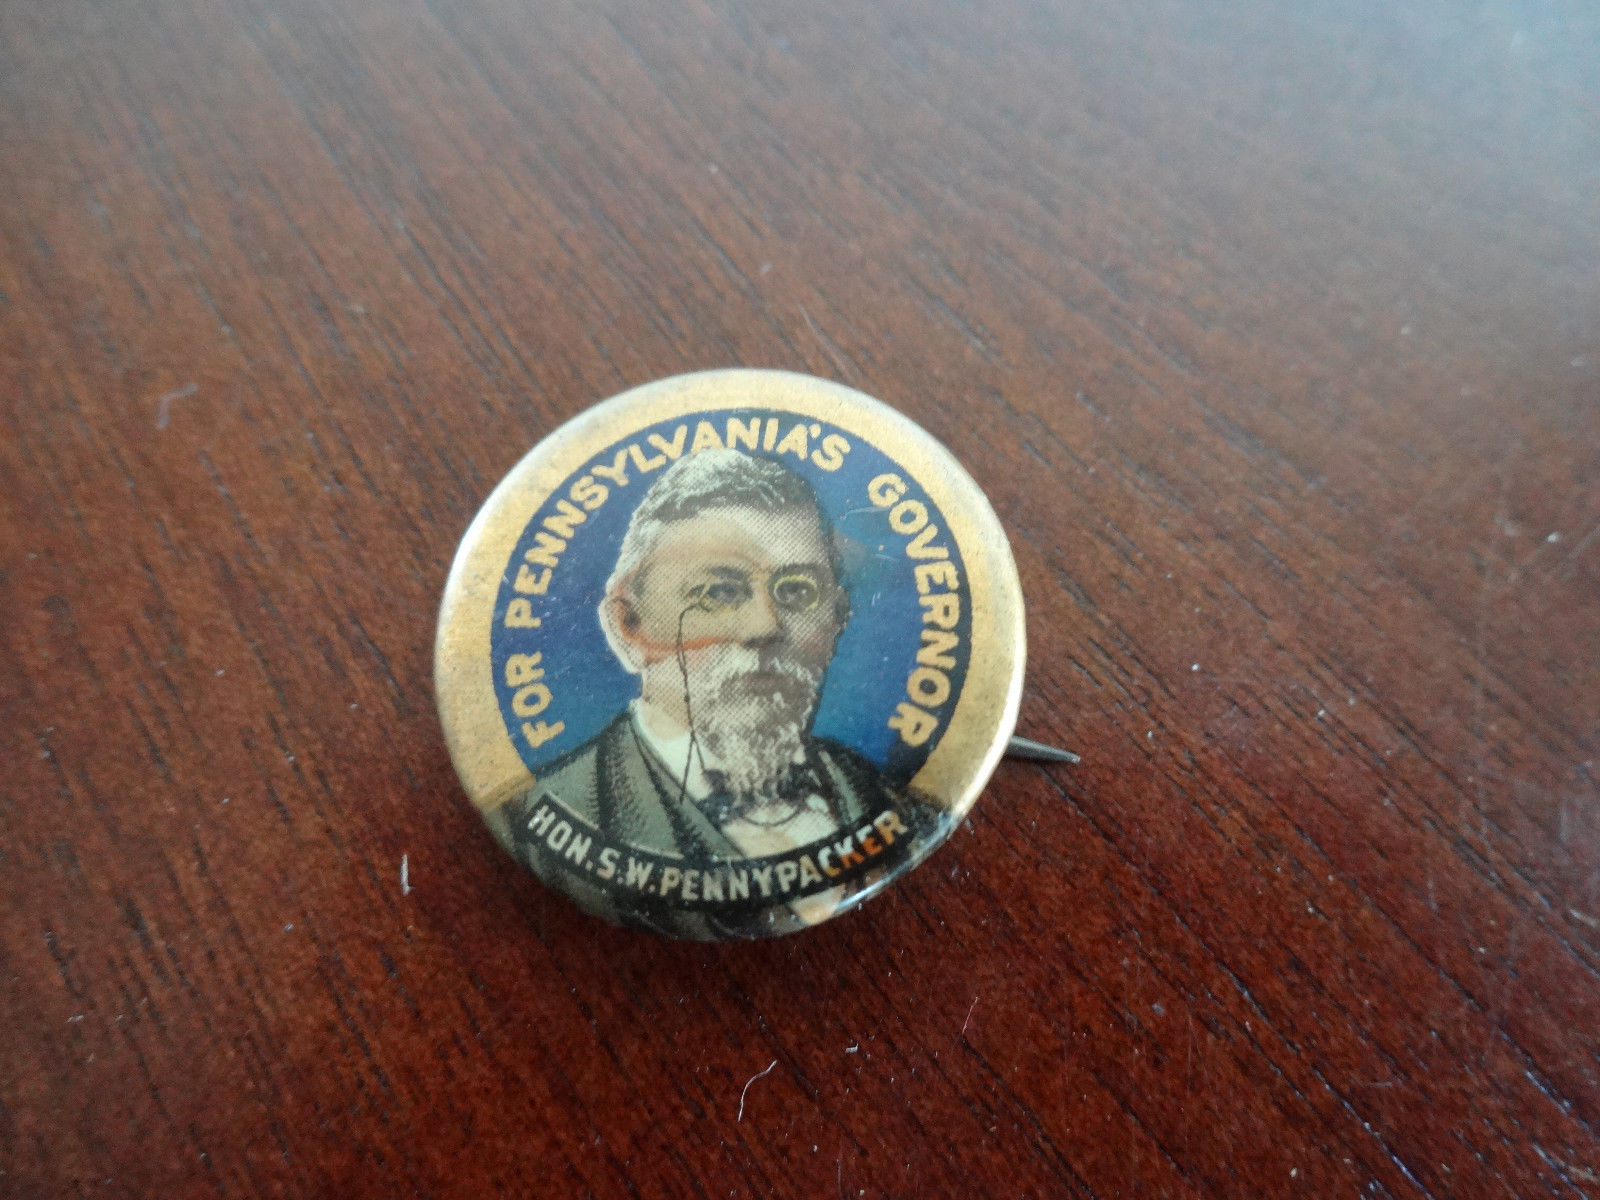 FOR PENNSYLVANIA'S GOVERNOR
HON. S. W. PENNYPACKER